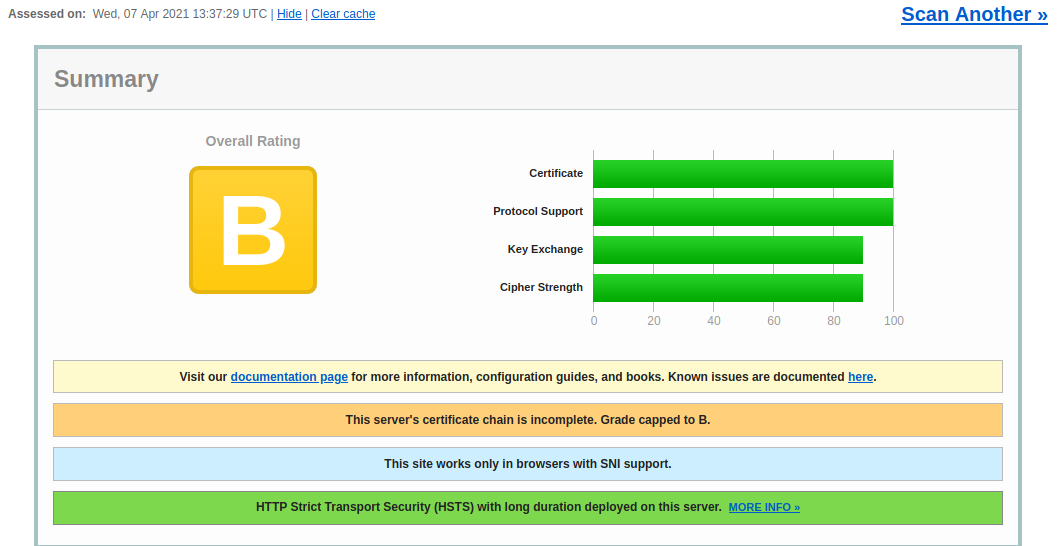 Assessed on: Wed, 07 Apr 2021 13:37:29 UTC | Hide | Clear cache
Scan Another »
Summary
Overall Rating
B
Certificate
Protocol Support
Key Exchange
Cipher Strength
0 20 40 60 80 100
Visit our documentation page for more information, configuration guides, and books. Known issues are documented here.
This server's certificate chain is incomplete. Grade capped to B.
This site works only in browsers with SNI support.
HTTP Strict Transport Security (HSTS) with long duration deployed on this server. MORE INFO »